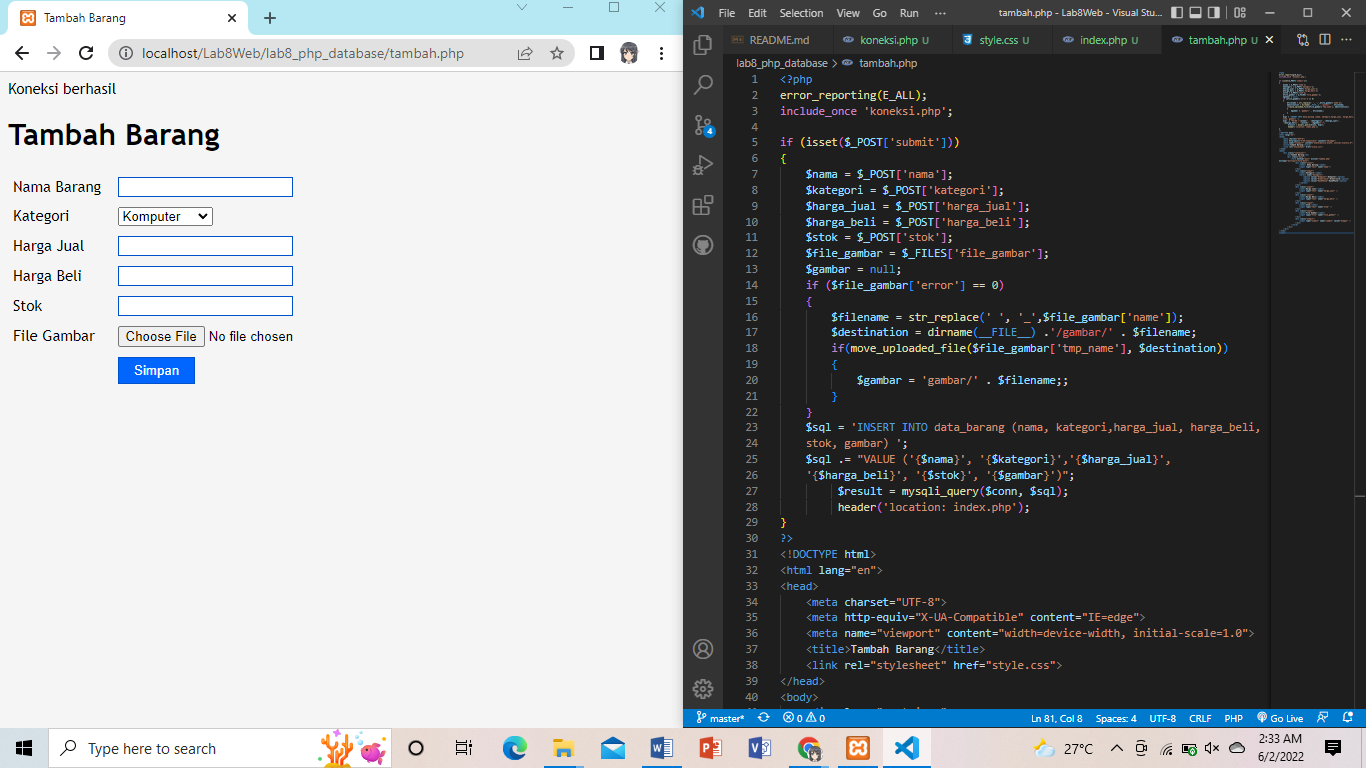 Tambah Barang
localhost/Lab8Web/lab8_php_database/tambah.php
Koneksi berhasil
Tambah Barang
Nama Barang
Kategori Komputer
Harga Jual
Harga Beli
Stok
File Gambar Choose File No file chosen
Simpan
File Edit Selection View Go Run ··· tambah.php - Lab8Web - Visual Stu...
README.md koneksi.php U style.css U index.php U tambah.php U
lab8_php_database > tambah.php
1 <?php
2 error_reporting(E_ALL);
3 include_once 'koneksi.php';
4
5 if (isset($_POST['submit']))
6 {
7 $nama = $_POST['nama'];
8 $kategori = $_POST['kategori'];
9 $harga_jual = $_POST['harga_jual'];
10 $harga_beli = $_POST['harga_beli'];
11 $stok = $_POST['stok'];
12 $file_gambar = $_FILES['file_gambar'];
13 $gambar = null;
14 if ($file_gambar['error'] == 0)
15 {
16 $filename = str_replace(' ', '_',$file_gambar['name']);
17 $destination = dirname(__FILE__) .'/gambar/' . $filename;
18 if(move_uploaded_file($file_gambar['tmp_name'], $destination))
19 {
20 $gambar = 'gambar/' . $filename;;
21 }
22 }
23 $sql = 'INSERT INTO data_barang (nama, kategori,harga_jual, harga_beli,
24 stok, gambar) ';
25 $sql .= "VALUE ('{$nama}', '{$kategori}','{$harga_jual}',
26 '{$harga_beli}', '{$stok}', '{$gambar}')";
27 $result = mysqli_query($conn, $sql);
28 header('location: index.php');
29 }
30 ?>
31 <!DOCTYPE html>
32 <html lang="en">
33 <head>
34 <meta charset="UTF-8">
35 <meta http-equiv="X-UA-Compatible" content="IE=edge">
36 <meta name="viewport" content="width=device-width, initial-scale=1.0">
37 <title>Tambah Barang</title>
38 <link rel="stylesheet" href="style.css">
39 </head>
40 <body>
4
master* 0 0 Ln 81, Col 8 Spaces: 4 UTF-8 CRLF PHP Go Live
Type here to search
27°C
2:33 AM
6/2/2022